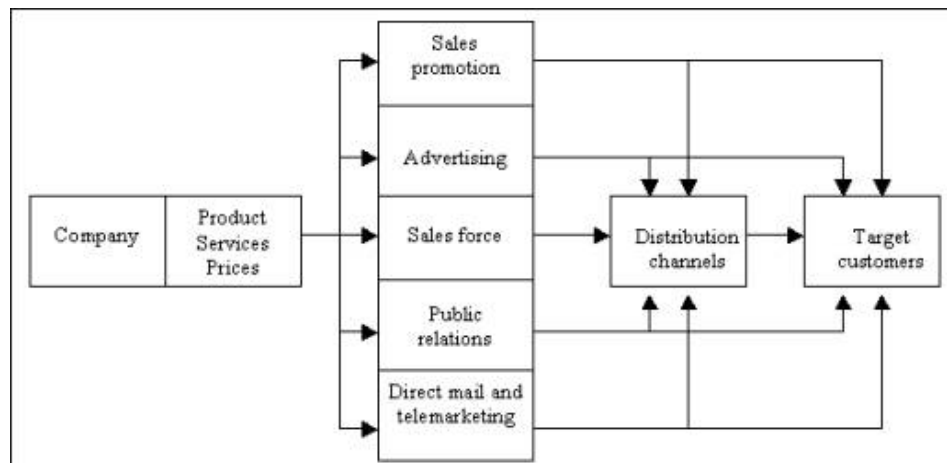 Sales
promotion
Advertising
Company
Product
Services
Prices
Sales force
Distribution
channels
Target
customers
Public
relations
Direct mail and
telemarketing